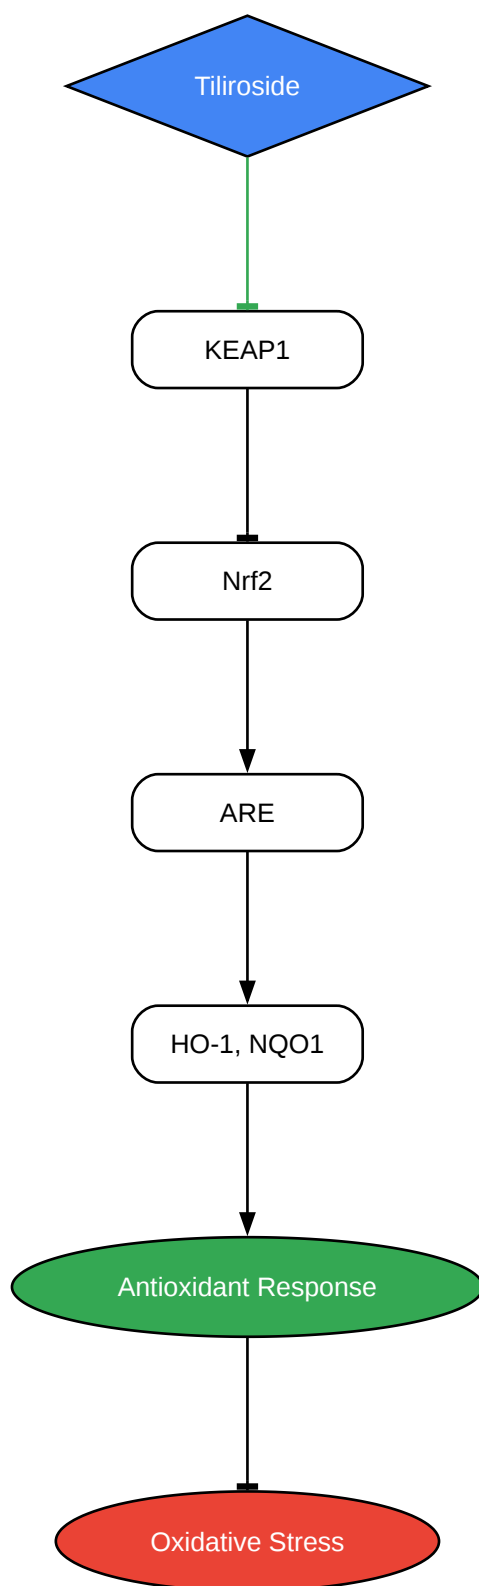 Tiliroside
KEAP1
Nrf2
ARE
HO-1, NQO1
Antioxidant Response
Oxidative Stress